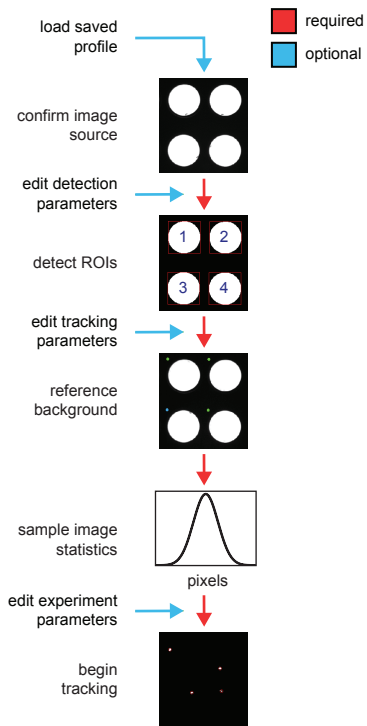 load saved
profile
required
optional
confirm image
source
edit detection
parameters
1
2
3
4
detect ROIs
edit tracking
parameters
reference
background
sample image
statistics
pixels
edit experiment
parameters
begin
tracking